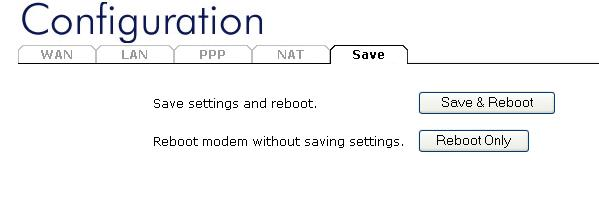 Configuration
WAN LAN PPP NAT Save
Save settings and reboot. Save & Reboot
Reboot modem without saving settings. Reboot Only